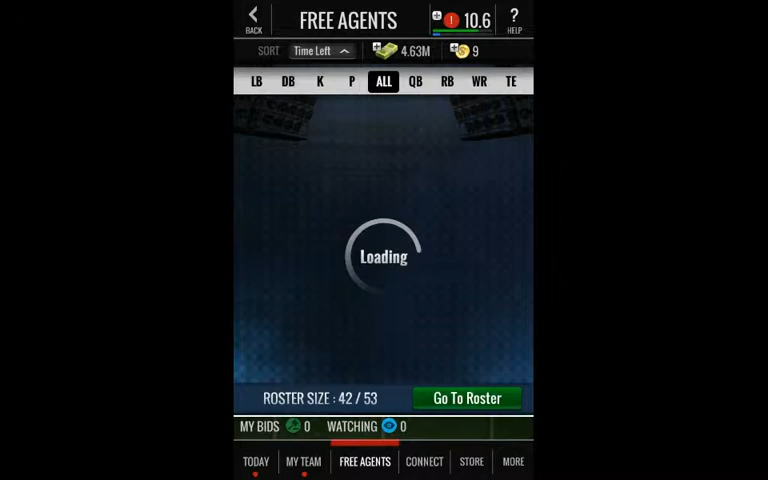 BACK
FREE AGENTS
! 10.6
? HELP
SORT Time Left 4.63M 9
LB DB K P ALL QB RB WR TE
Loading
ROSTER SIZE : 42 / 53 Go To Roster
MY BIDS 0 WATCHING 0
TODAY MY TEAM FREE AGENTS CONNECT STORE MORE